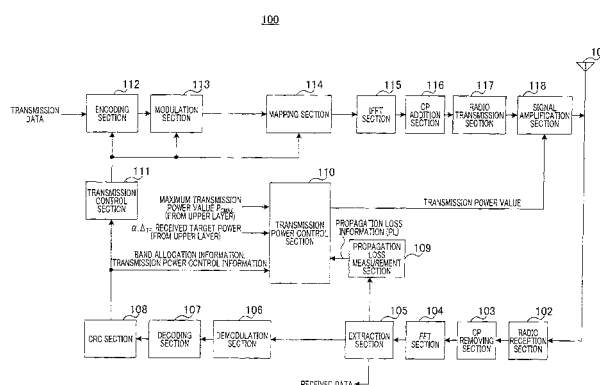 100
10
112
113
114
115
116
117
118
TRANSMISSION
DATA
ENCODING
SECTION
MODULATION
SECTION
MAPPING SECTION
IFFT
SECTION
CP
ADDITION
SECTION
RADIO
TRANSMISSION
SECTION
SIGNAL
AMPLIFICATION
SECTION
111
TRANSMISSION
CONTROL
SECTION
MAXIMUM TRANSMISSION
POWER VALUE
(FROM UPPER LAYER)
RECEIVED TARGET POWER
(FROM UPPER LAYER)
BAND ALLOCATION INFORMATION,
TRANSMISSION POWER CONTROL INFORMATION
110
TRANSMISSION
POWER CONTROL
SECTION
TRANSMISSION POWER VALUE
PROPAGATION LOSS
INFORMATION (PL)
109
PROPAGATION
LOSS
MEASUREMENT
SECTION
108
107
106
105
104
103
102
CRC SECTION
DECODING
SECTION
DEMODULATION
SECTION
EXTRACTION
SECTION
FFT
SECTION
CP
REMOVING
SECTION
RADIO
RECEPTION
SECTION
RECEIVED DATA